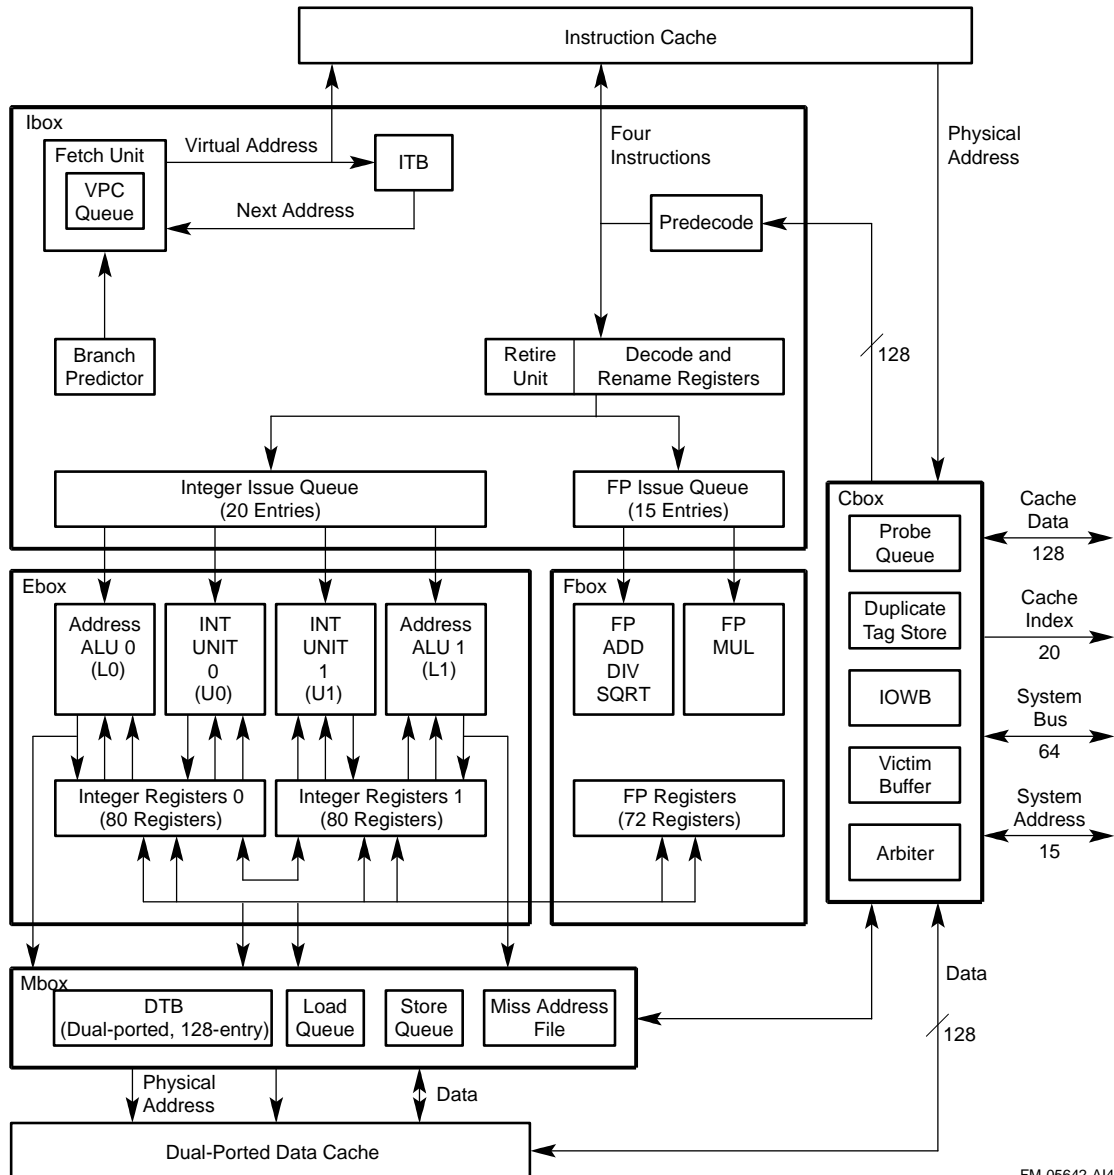 Instruction Cache
Ibox
Fetch Unit
VPC
Queue
Virtual Address
ITB
Next Address
Four
Instructions
Predecode
Physical
Address
Branch
Predictor
Retire
Unit
Decode and
Rename Registers
128
Integer Issue Queue
(20 Entries)
FP Issue Queue
(15 Entries)
Cbox
Probe
Queue
Duplicate
Tag Store
IOWB
Victim
Buffer
Arbiter
Cache
Data
128
Cache
Index
20
System
Bus
64
System
Address
15
Ebox
Address
ALU 0
(L0)
INT
UNIT
0
(U0)
INT
UNIT
1
(U1)
Address
ALU 1
(L1)
Fbox
FP
ADD
DIV
SQRT
FP
MUL
Integer Registers 0
(80 Registers)
Integer Registers 1
(80 Registers)
FP Registers
(72 Registers)
Mbox
DTB
(Dual-ported, 128-entry)
Load
Queue
Store
Queue
Miss Address
File
Data
128
Physical
Address
Data
Dual-Ported Data Cache
FM-05642-AI4